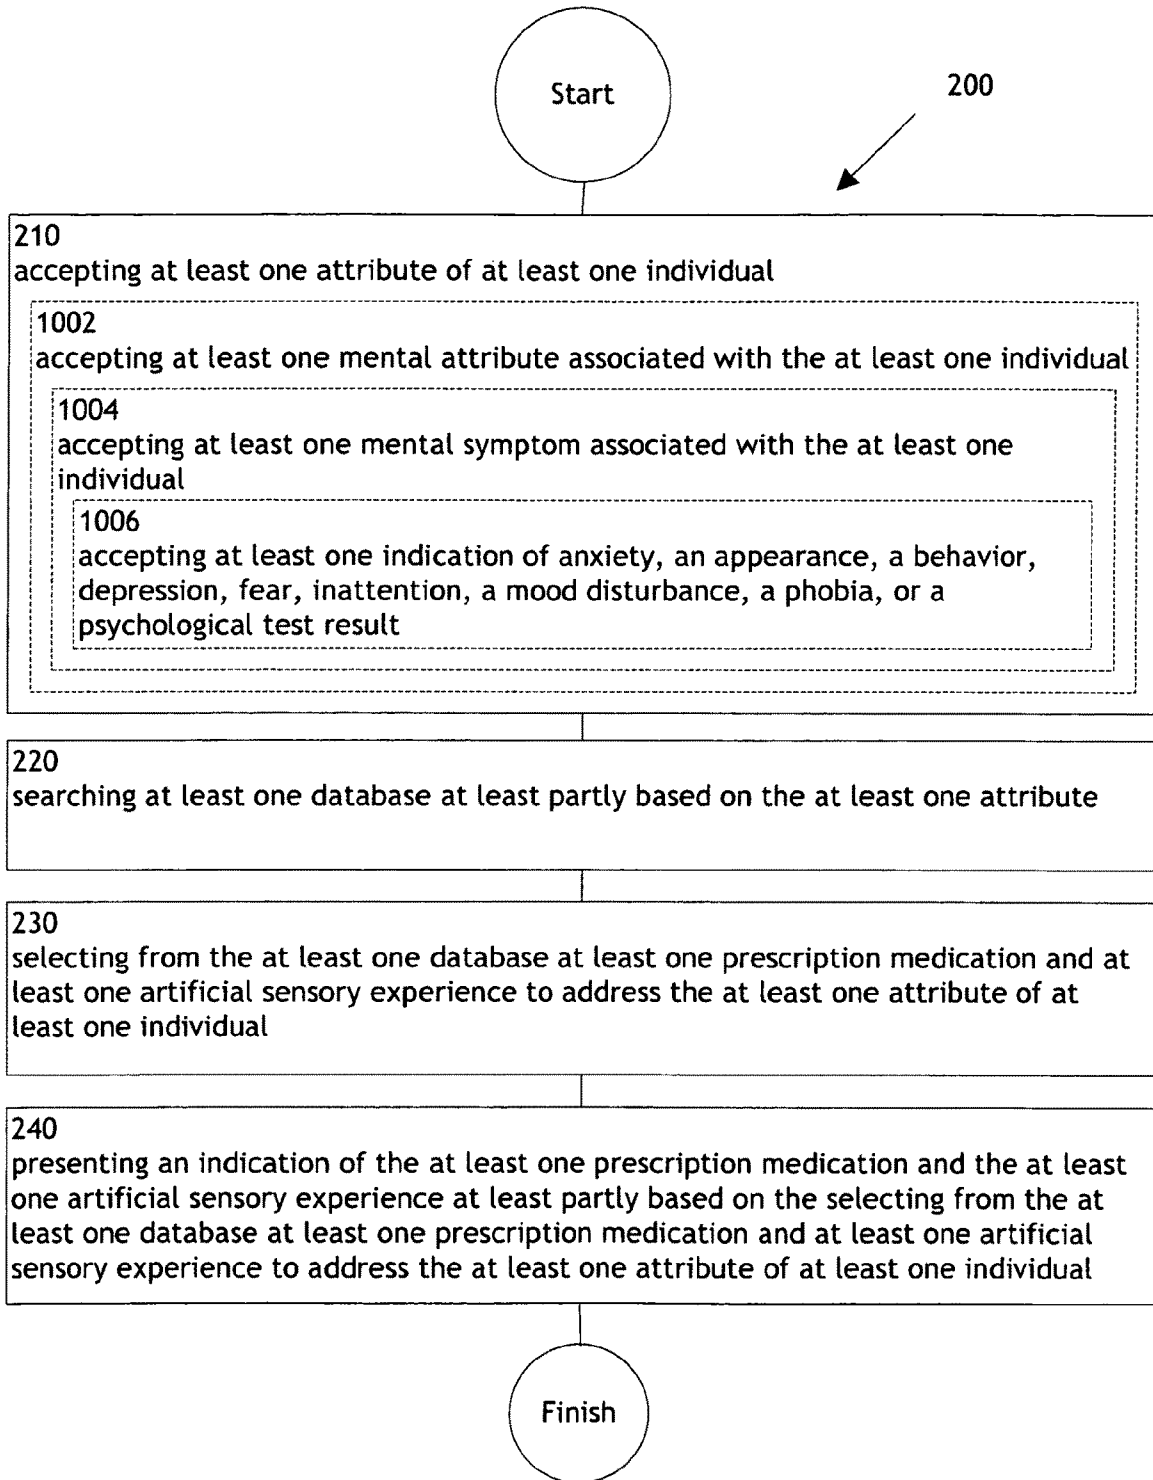 Start
200
210
accepting at least one attribute of at least one individual
1002
accepting at least one mental attribute associated with the at least one individual
1004
accepting at least one mental symptom associated with the at least one
individual
1006
accepting at least one indication of anxiety, an appearance, a behavior,
depression, fear, inattention, a mood disturbance, a phobia, or a
psychological test result
220
searching at least one database at least partly based on the at least one attribute
230
selecting from the at least one database at least one prescription medication and at
least one artificial sensory experience to address the at least one attribute of at
least one individual
240
presenting an indication of the at least one prescription medication and the at least
one artificial sensory experience at least partly based on the selecting from the at
least one database at least one prescription medication and at least one artificial
sensory experience to address the at least one attribute of at least one individual
Finish